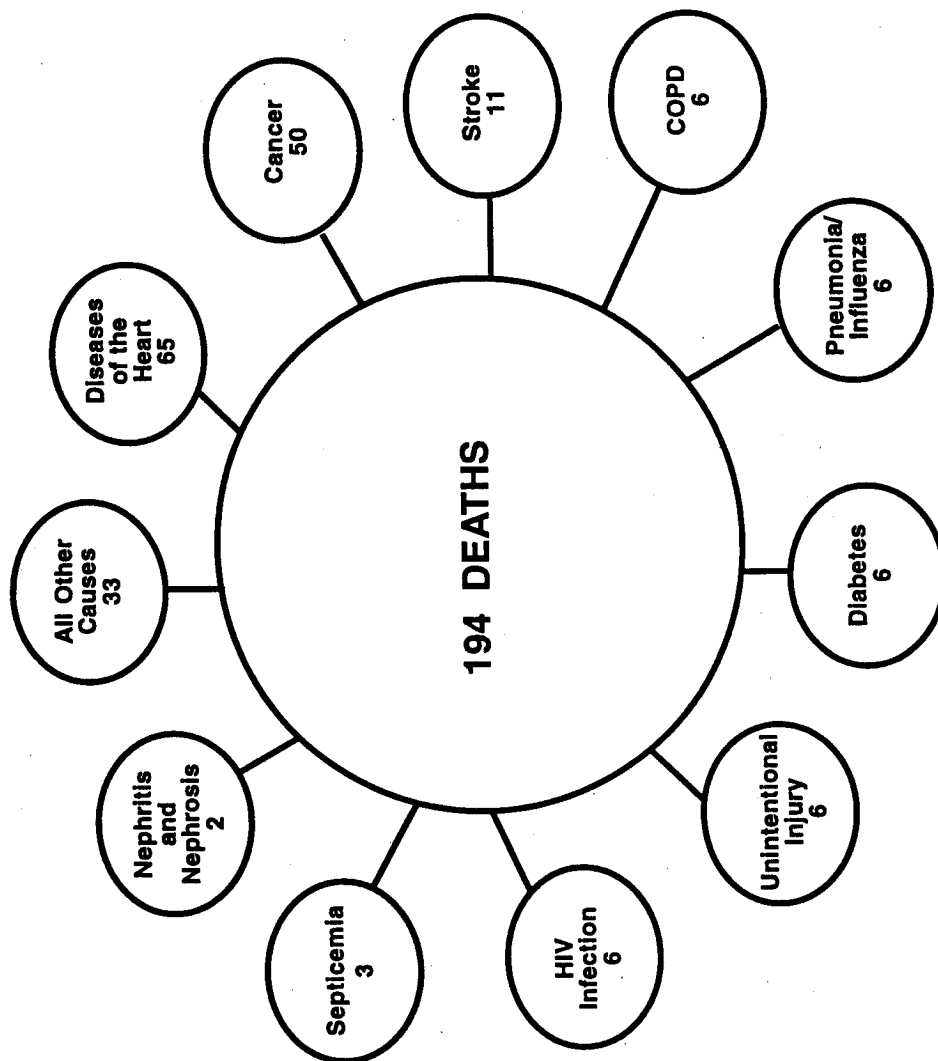 194 DEATHS
Diseases
of the
Heart
65
Cancer
50
Stroke
11
COPD
6
Pneumonia/
Influenza
6
Diabetes
6
Unintentional
Injury
6
HIV
Infection
6
Septicemia
3
Nephritis
and
Nephrosis
2
All Other
Causes
33